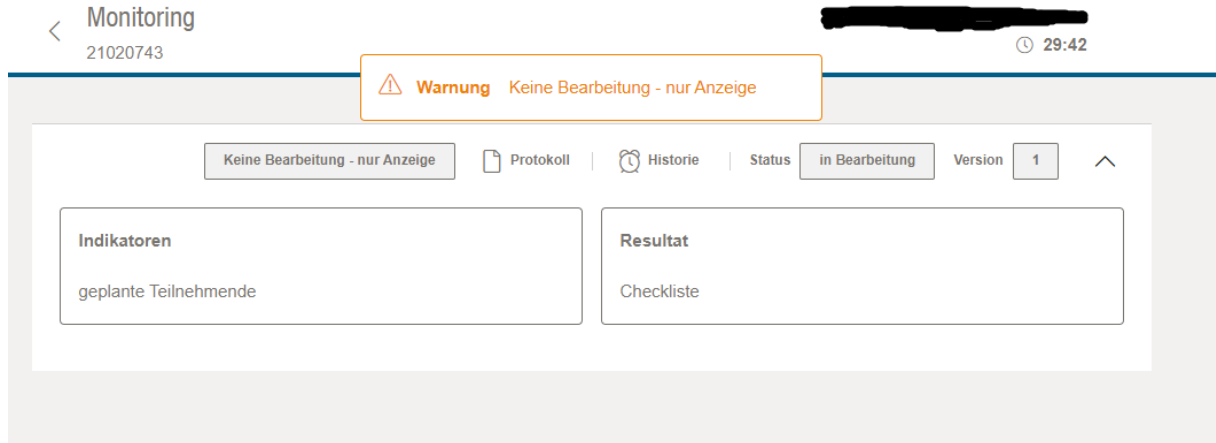 Monitoring
21020743
29:42
Warnung Keine Bearbeitung - nur Anzeige
Keine Bearbeitung - nur Anzeige Protokoll Historie Status in Bearbeitung Version 1
Indikatoren
geplante Teilnehmende
Resultat
Checkliste